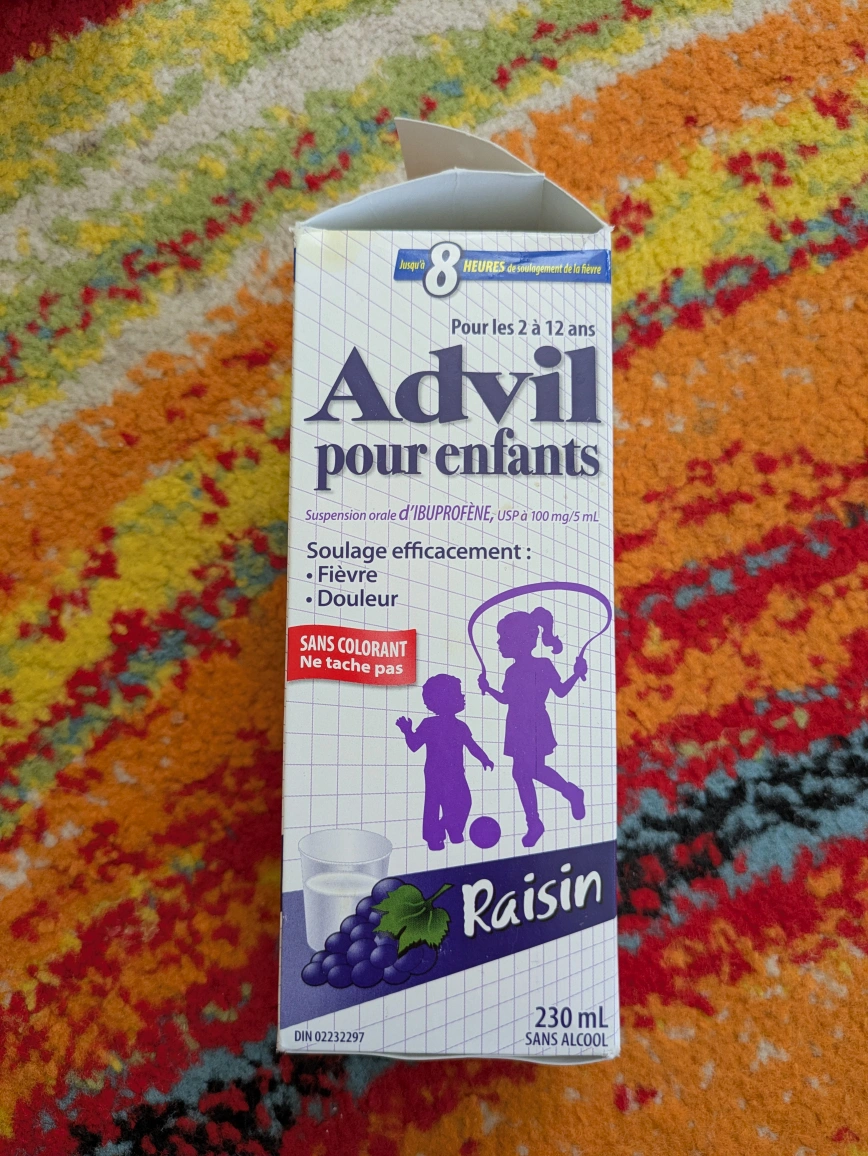 Jusqu'à 8 HEURES de soulagement de la fièvre
Pour les 2 à 12 ans
Advil
pour enfants
Suspension orale d'IBUPROFÈNE, USP à 100 mg/5 mL
Soulage efficacement :
• Fièvre
• Douleur
SANS COLORANT
Ne tache pas
Raisin
230 mL
SANS ALCOOL
DIN 02232297